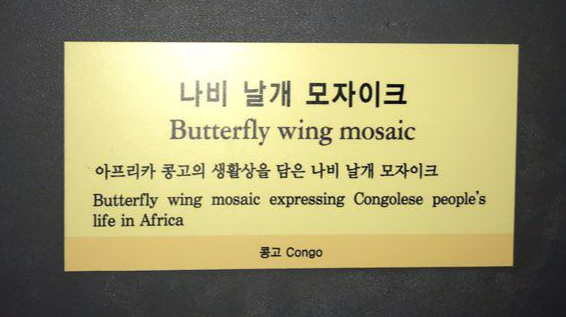 나비 날개 모자이크
Butterfly wing mosaic
아프리카 콩고의 생활상을 담은 나비 날개 모자이크
Butterfly wing mosaic expressing Congolese people's
life in Africa
콩고 Congo